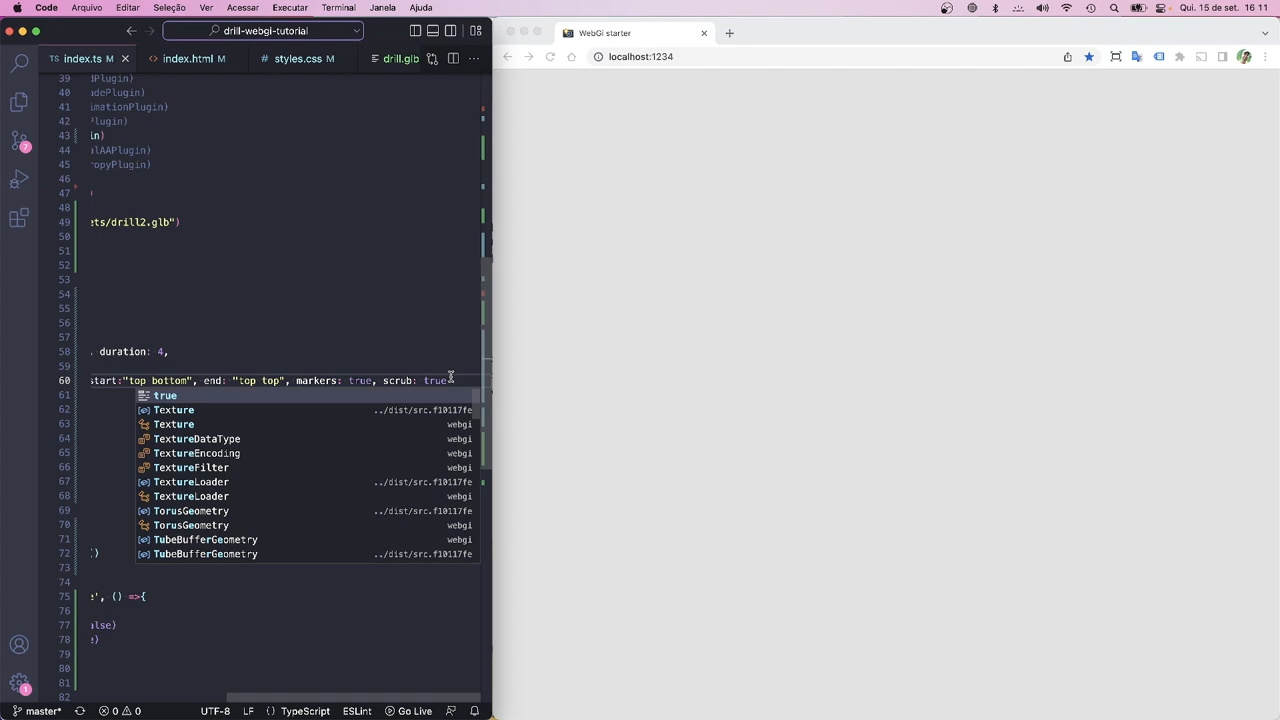 Code Editar Seleção Ver Acessar Executar Terminal Janela Ajuda
Qui. 15 de set. 16:11
drill-webgi-tutorial
TS index.ts M
index.html M
styles.css M
drill.glb
WebGi starter
localhost:1234
39 dPlugin)
40 adePlugin)
41 imationPlugin)
42 Plugin)
43 in)
44 alAAPlugin)
45 ropyPlugin)
46
47 )
48
49 ets/drill2.glb")
50
51
52
53
54
55
56
57
58 , duration: 4,
59
60 start:"top bottom", end: "top top", markers: true, scrub: true
61
62
63
64
65
66
67
68
69
70
71
72 ()
73
74
75 e', () =>{
76
77 alse)
78 e)
79
80
81
82
true
Texture ../dist/src.f10117fe
Texture webgi
TextureDataType webgi
TextureEncoding webgi
TextureFilter webgi
TextureLoader ../dist/src.f10117fe
TextureLoader webgi
TorusGeometry ../dist/src.f10117fe
TorusGeometry webgi
TubeBufferGeometry webgi
TubeBufferGeometry ../dist/src.f10117fe
7
1
master* 0 0 UTF-8 LF {} TypeScript ESLint Go Live